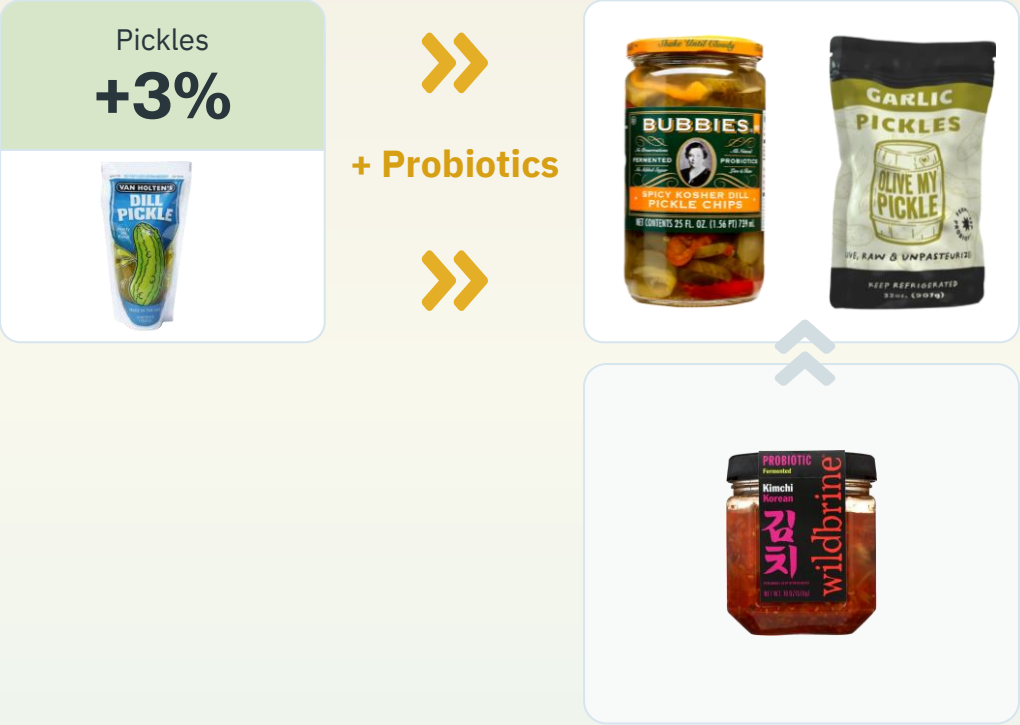 Pickles
+3%
VAN HOLTEN'S
DILL
PICKLE
+ Probiotics
Shake Until Cloudy
BUBBIES
FERMENTED
PROBIOTICS
SPICY KOSHER DILL
PICKLE CHIPS
NET CONTENTS 25 FL. OZ. (1.56 PT) 739 mL
GARLIC
PICKLES
OLIVE MY
PICKLE
LIVE, RAW & UNPASTEURIZED
KEEP REFRIGERATED
32oz. (907g)
PROBIOTIC
Fermented
Kimchi
Korean
김
치
wildbrine